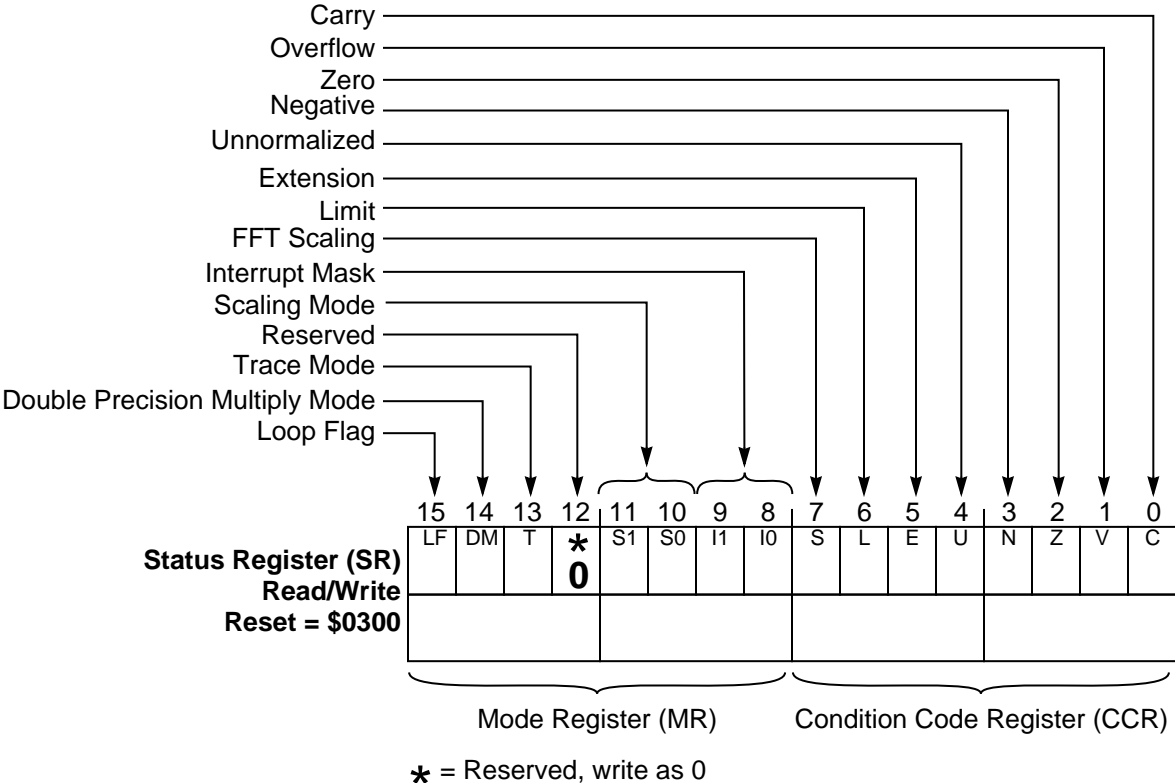 Carry
Overflow
Zero
Negative
Unnormalized
Extension
Limit
FFT Scaling
Interrupt Mask
Scaling Mode
Reserved
Trace Mode
Double Precision Multiply Mode
Loop Flag
15 14 13 12 11 10 9 8 7 6 5 4 3 2 1 0
LF DM T * S1 S0 I1 I0 S L E U N Z V C
0
Status Register (SR)
Read/Write
Reset = $0300
Mode Register (MR) Condition Code Register (CCR)
* = Reserved, write as 0